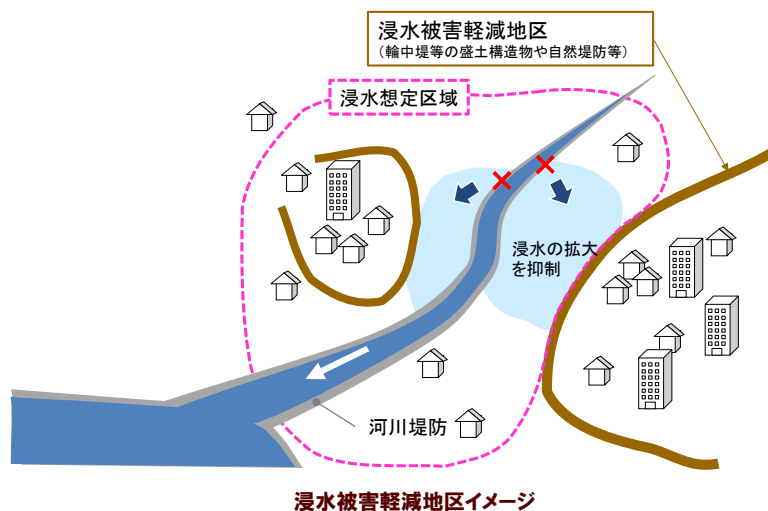 浸水被害軽減地区
（輪中堤等の盛土構造物や自然堤防等）
浸水想定区域
浸水の拡大
を抑制
河川堤防
浸水被害軽減地区イメージ